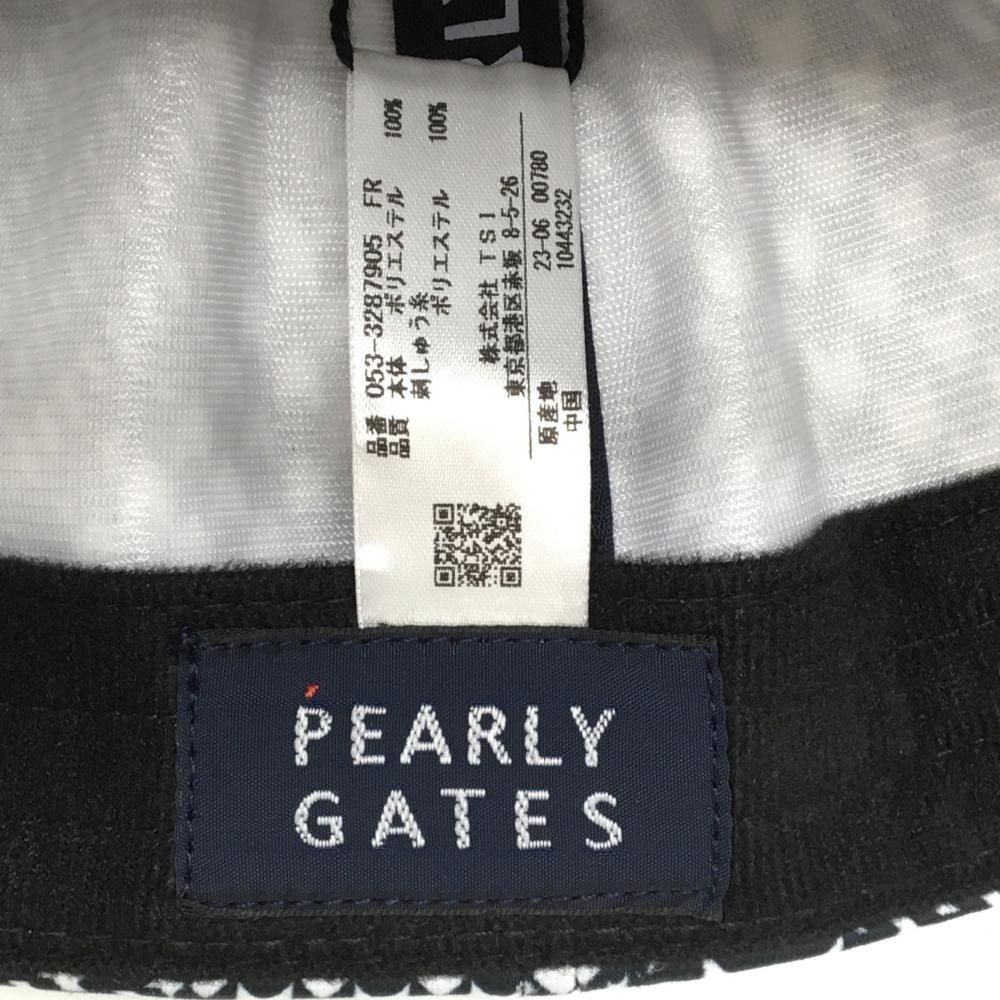 RLY
品番 053-3287905 FR
品質 本体 ポリエステル 100%
刺しゅう糸
ポリエステル 100%
株式会社 TSI
東京都港区赤坂 8-5-26
原産地 23-06 00780
中国 10443232
PEARLY
GATES